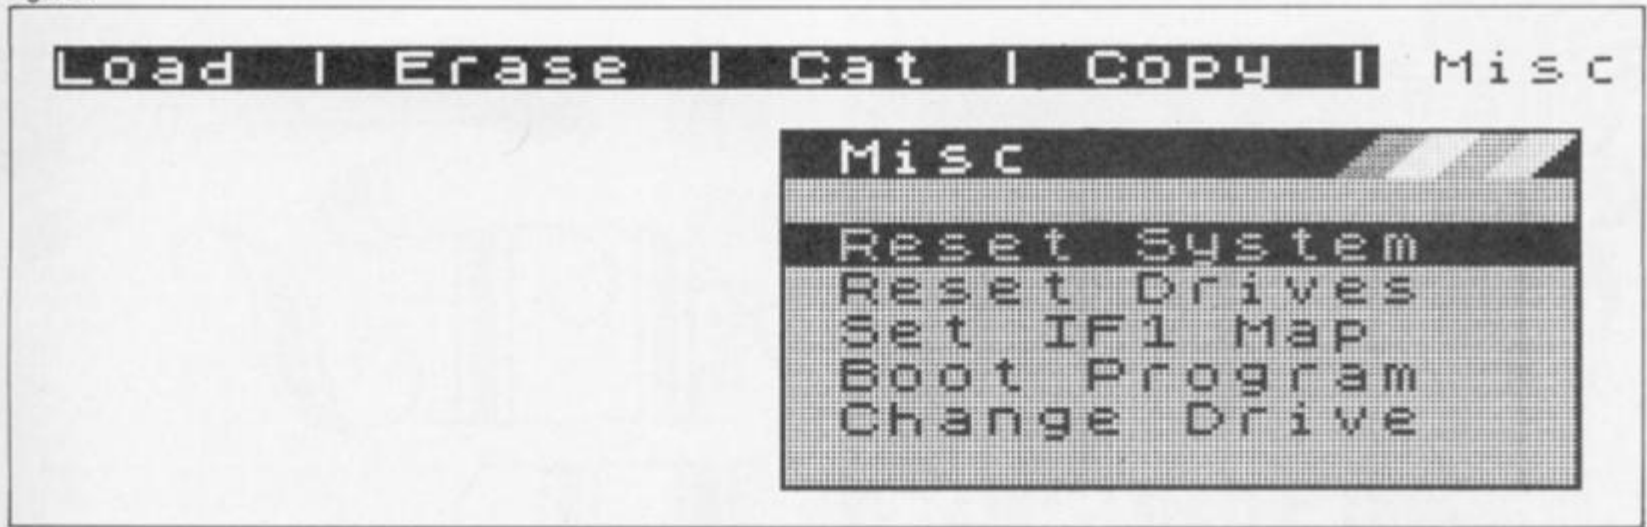 Load | Erase | Cat | Copy | Misc
Misc
Reset System
Reset Drives
Set IF1 Map
Boot Program
Change Drive